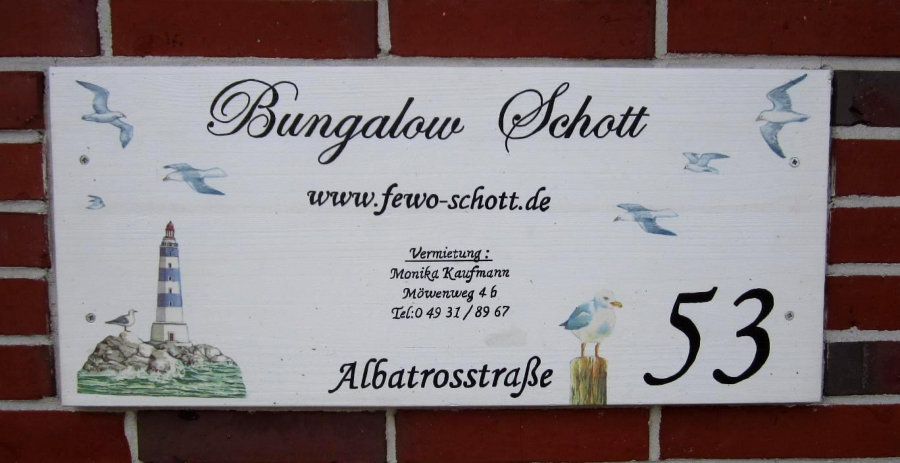 Bungalow Schott
www.fewo-schott.de
Vermietung :
Monika Kaufmann
Möwenweg 4 b
Tel:0 49 31 / 89 67
Albatrosstraße
53